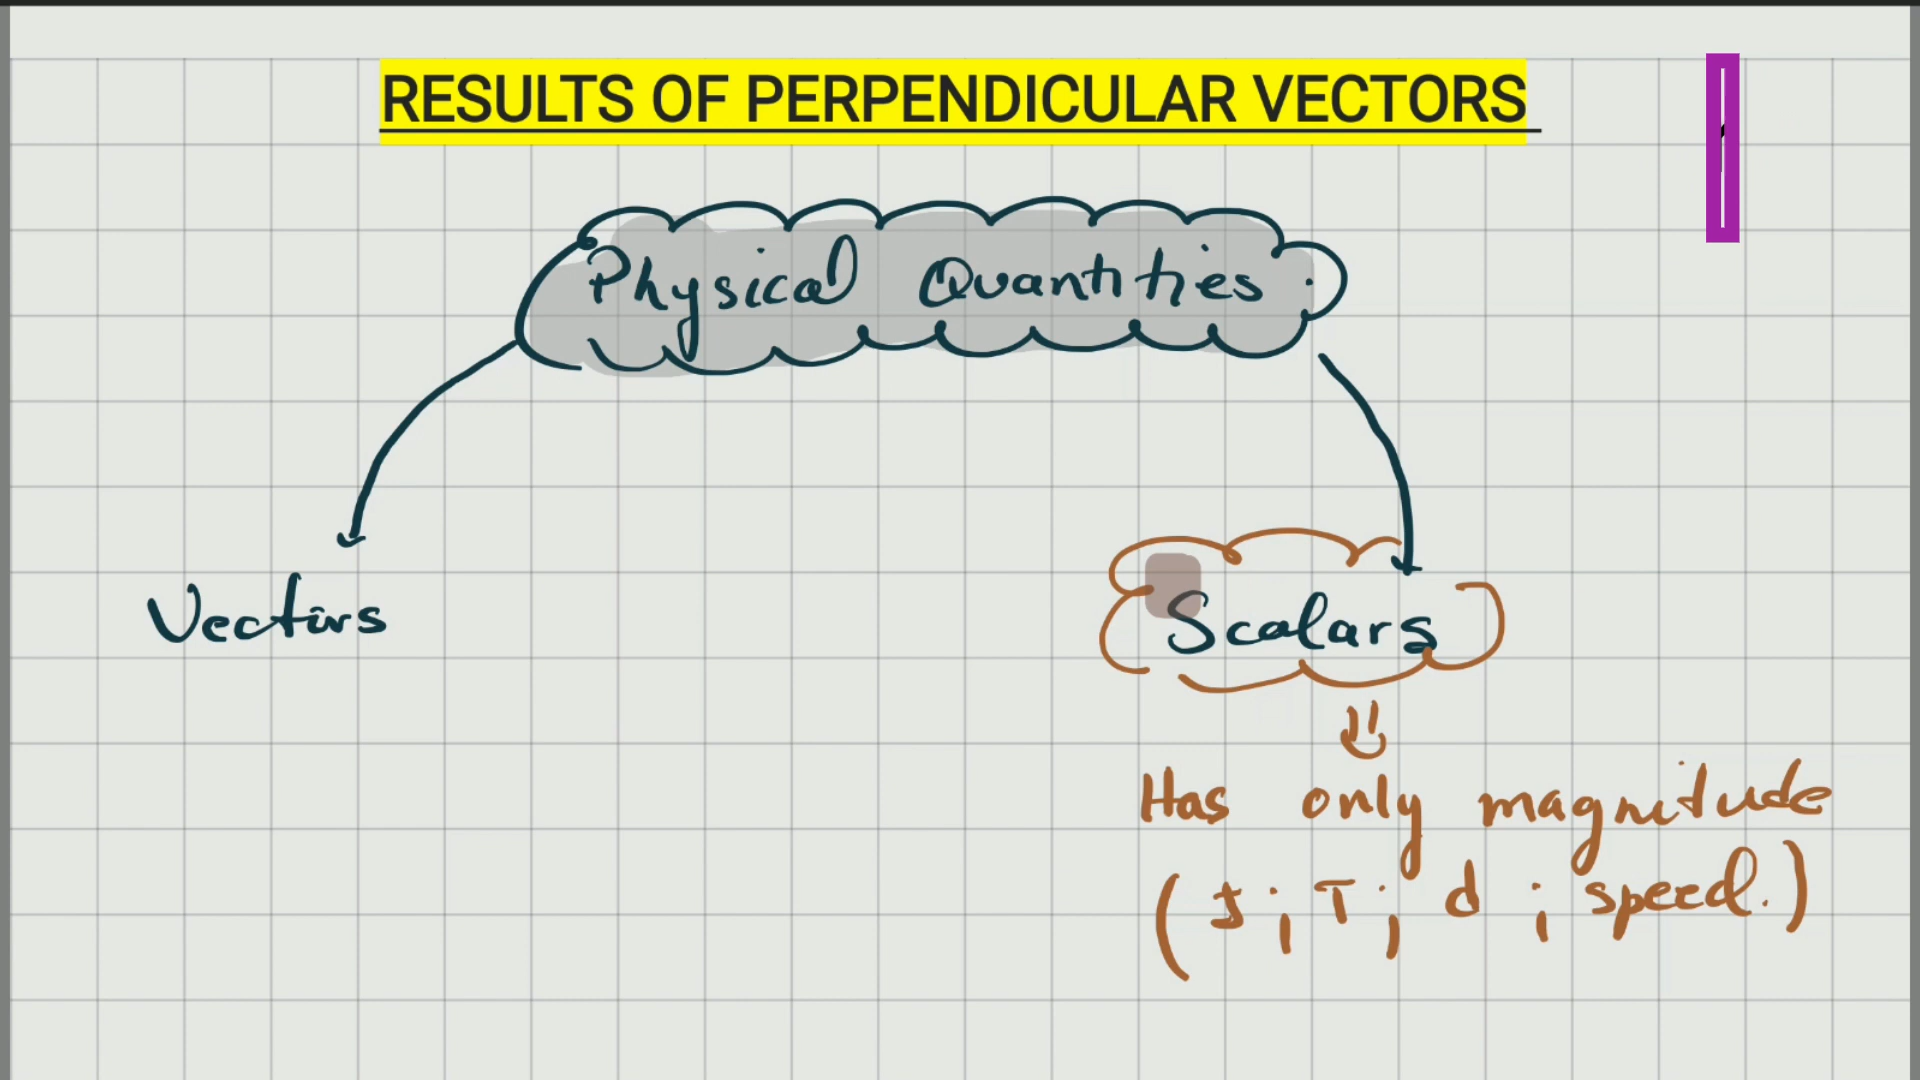 RESULTS OF PERPENDICULAR VECTORS
Physical Quantities.
Vectors
Scalars
Has only magnitude
(t ; T ; d ; speed.)